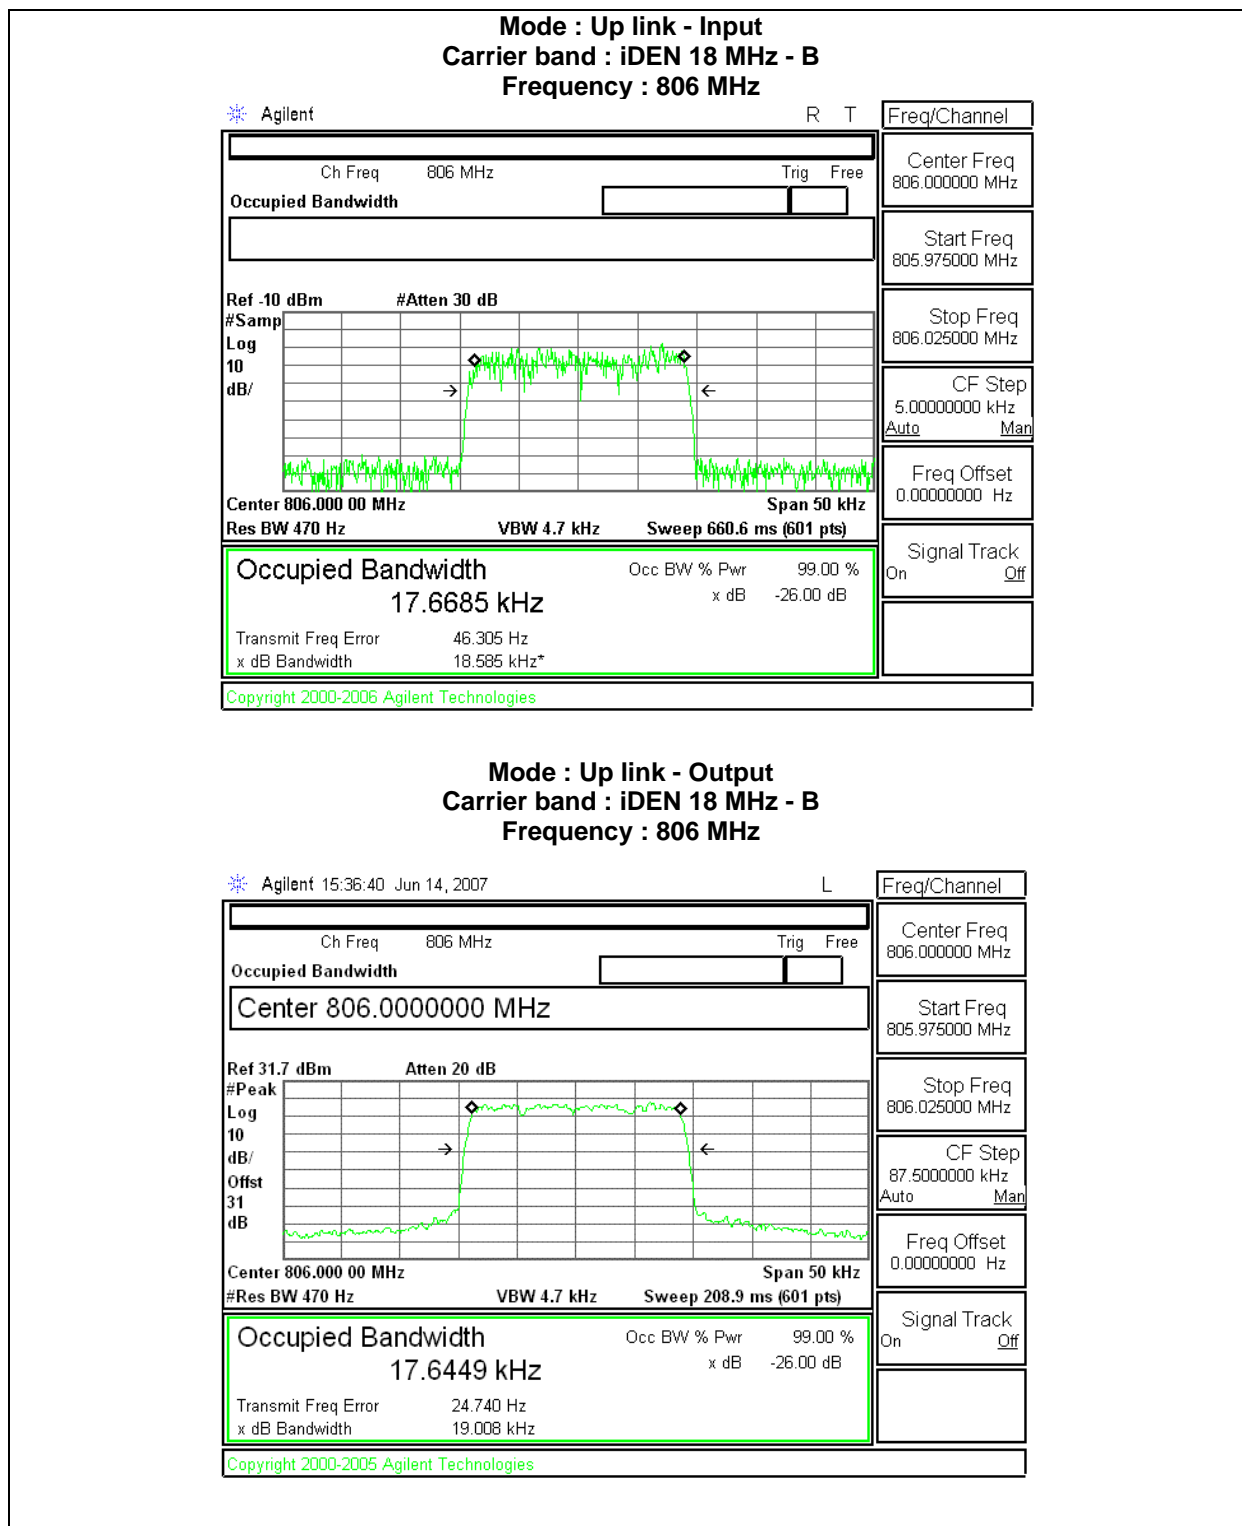 Mode : Up link - Input
Carrier band : iDEN 18 MHz - B
Frequency : 806 MHz
Agilent R T Freq/Channel
Ch Freq 806 MHz Trig Free
Occupied Bandwidth
Center Freq
806.000000 MHz
Start Freq
805.975000 MHz
Stop Freq
806.025000 MHz
CF Step
5.00000000 kHz
Auto Man
Freq Offset
0.00000000 Hz
Signal Track
On Off
Ref -10 dBm #Atten 30 dB
#Samp
Log
10
dB/
Center 806.000 00 MHz Span 50 kHz
Res BW 470 Hz VBW 4.7 kHz Sweep 660.6 ms (601 pts)
Occupied Bandwidth Occ BW % Pwr 99.00 %
17.6685 kHz x dB -26.00 dB
Transmit Freq Error 46.305 Hz
x dB Bandwidth 18.585 kHz*
Copyright 2000-2006 Agilent Technologies
Mode : Up link - Output
Carrier band : iDEN 18 MHz - B
Frequency : 806 MHz
Agilent 15:36:40 Jun 14, 2007 L Freq/Channel
Ch Freq 806 MHz Trig Free
Occupied Bandwidth
Center 806.0000000 MHz
Center Freq
806.000000 MHz
Start Freq
805.975000 MHz
Stop Freq
806.025000 MHz
CF Step
87.5000000 kHz
Auto Man
Freq Offset
0.00000000 Hz
Signal Track
On Off
Ref 31.7 dBm Atten 20 dB
#Peak
Log
10
dB/
Offst
31
dB
Center 806.000 00 MHz Span 50 kHz
#Res BW 470 Hz VBW 4.7 kHz Sweep 208.9 ms (601 pts)
Occupied Bandwidth Occ BW % Pwr 99.00 %
17.6449 kHz x dB -26.00 dB
Transmit Freq Error 24.740 Hz
x dB Bandwidth 19.008 kHz
Copyright 2000-2005 Agilent Technologies